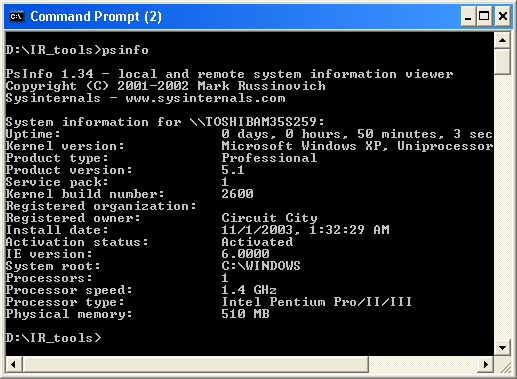 Command Prompt (2)
D:\IR_tools>psinfo
PsInfo 1.34 - local and remote system information viewer
Copyright (C) 2001-2002 Mark Russinovich
Sysinternals - www.sysinternals.com
System information for \\TOSHIBAM35S259:
Uptime: 0 days, 0 hours, 50 minutes, 3 sec
Kernel version: Microsoft Windows XP, Uniprocessor
Product type: Professional
Product version: 5.1
Service pack: 1
Kernel build number: 2600
Registered organization:
Registered owner: Circuit City
Install date: 11/1/2003, 1:32:29 AM
Activation status: Activated
IE version: 6.0000
System root: C:\WINDOWS
Processors: 1
Processor speed: 1.4 GHz
Processor type: Intel Pentium Pro/II/III
Physical memory: 510 MB
D:\IR_tools>